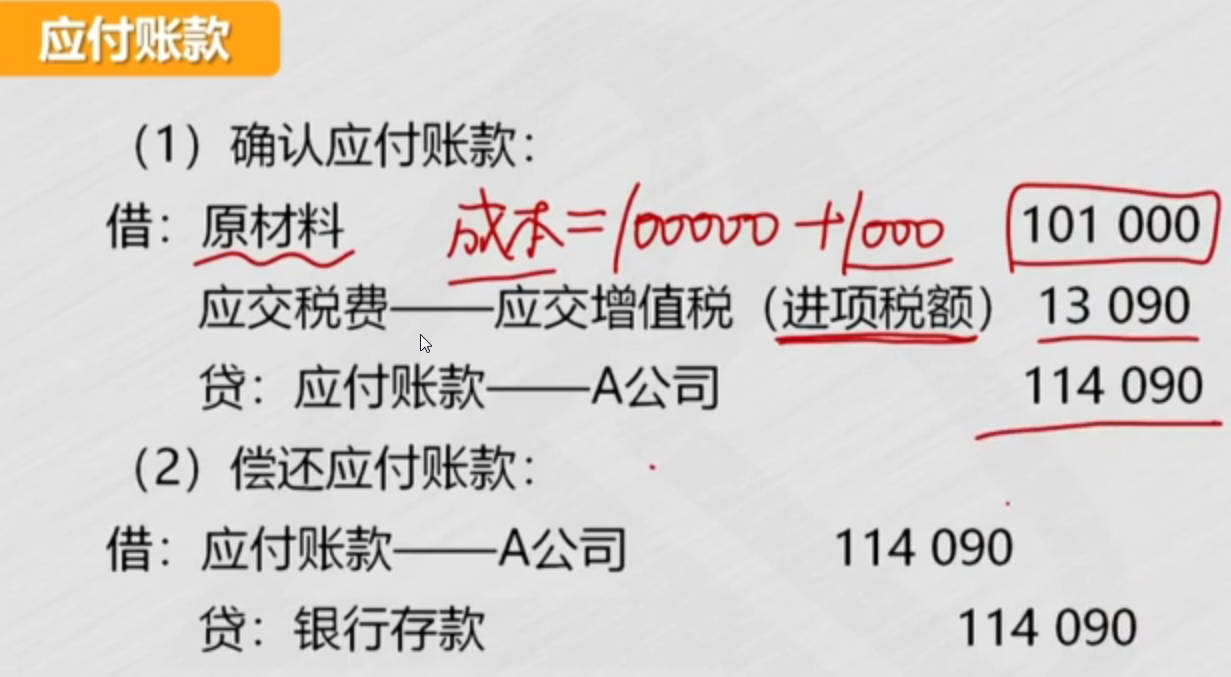 应付账款
（1）确认应付账款：
借：原材料 成本=100000+1000 101 000
应交税费——应交增值税（进项税额） 13 090
贷：应付账款——A公司 114 090
（2）偿还应付账款：
借：应付账款——A公司 114 090
贷：银行存款 114 090